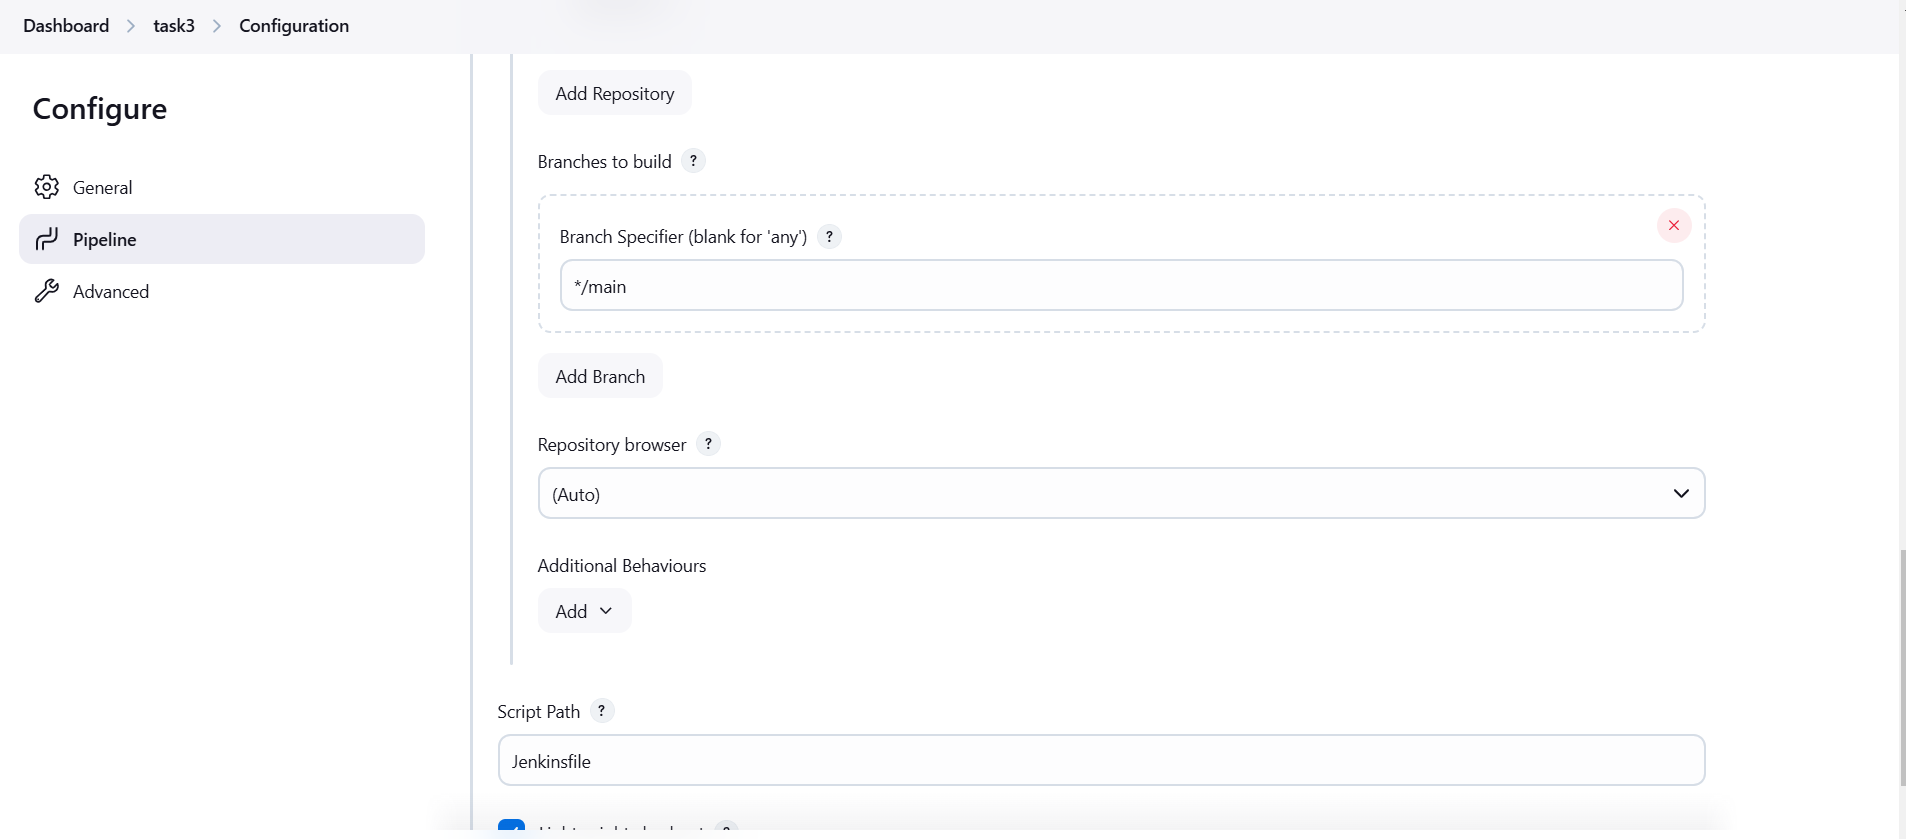 Dashboard > task3 > Configuration
Configure
General
Pipeline
Advanced
Add Repository
Branches to build ?
Branch Specifier (blank for 'any') ?
*/main
Add Branch
Repository browser ?
(Auto)
Additional Behaviours
Add
Script Path ?
Jenkinsfile